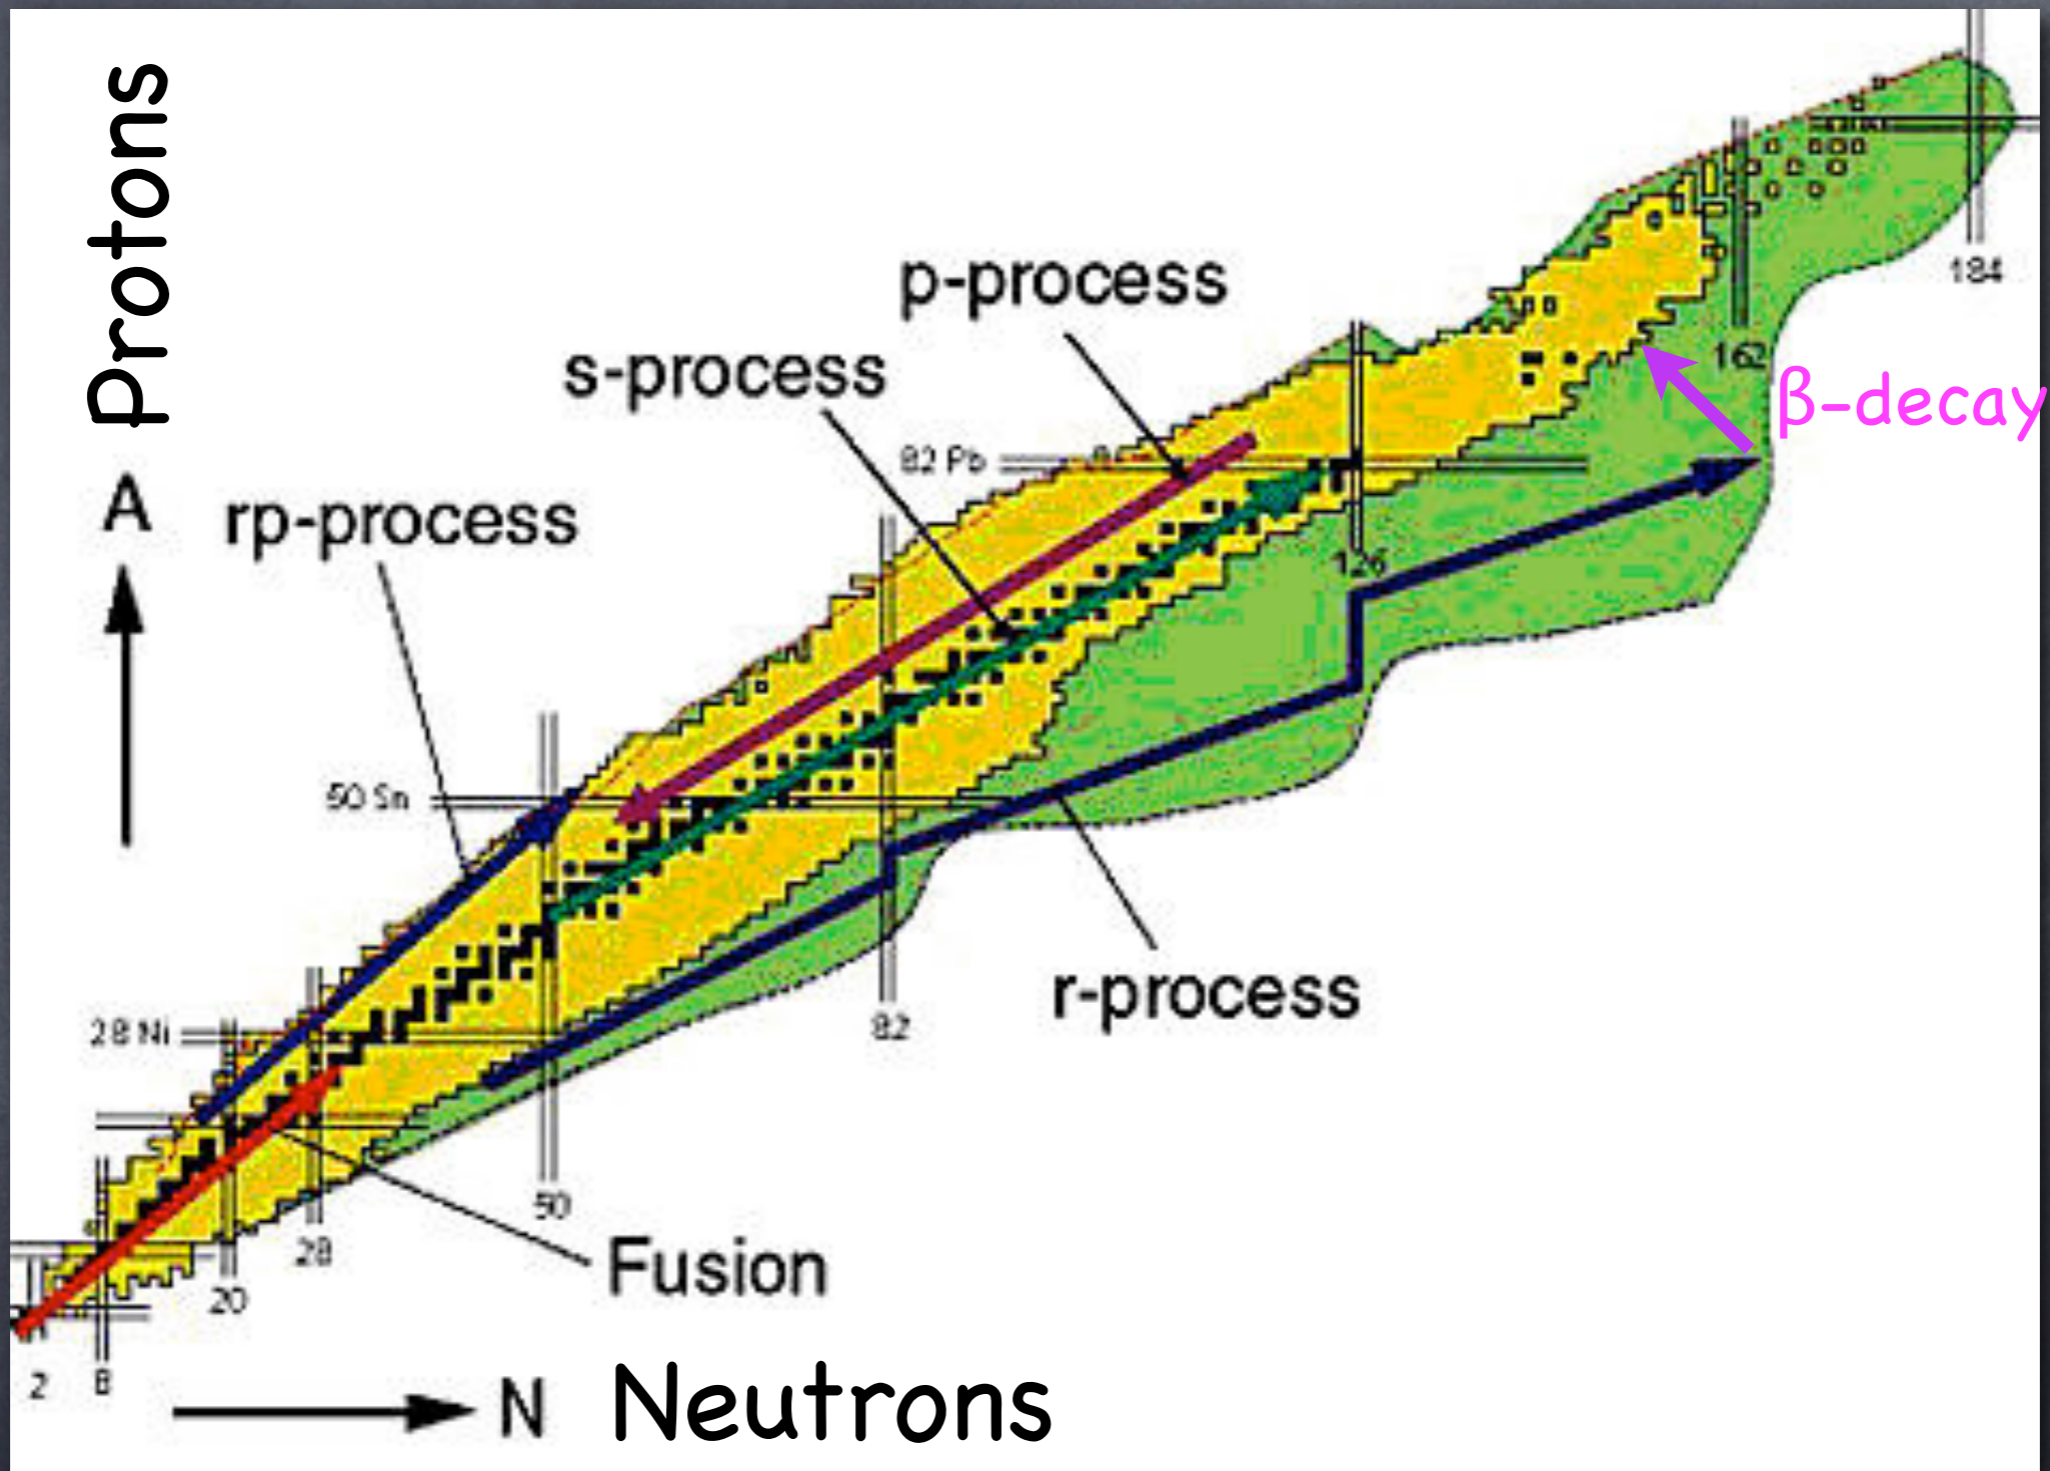 Protons
A
184
p-process
162
s-process
β-decay
82 Pb
rp-process
126
50 Sn
r-process
82
28 Ni
50
28
Fusion
20
2
8
N
Neutrons